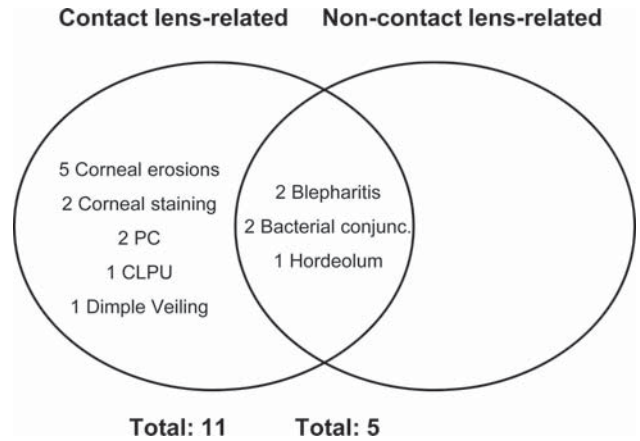 Contact lens-related Non-contact lens-related
5 Corneal erosions
2 Corneal staining
2 PC
1 CLPU
1 Dimple Veiling
2 Blepharitis
2 Bacterial conjunc.
1 Hordeolum
Total: 11 Total: 5